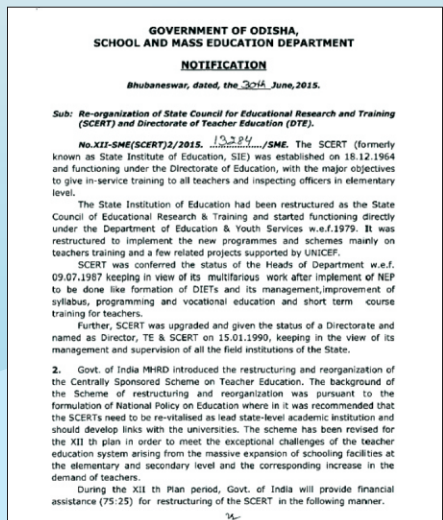 GOVERNMENT OF ODISHA,
SCHOOL AND MASS EDUCATION DEPARTMENT
NOTIFICATION
Bhubaneswar, dated, the 30th June,2015.
Sub: Re-organization of State Council for Educational Research and Training
(SCERT) and Directorate of Teacher Education (DTE).
No.XII-SME(SCERT)2/2015. 13284 /SME. The SCERT (formerly
known as State Institute of Education, SIE) was established on 18.12.1964
and functioning under the Directorate of Education, with the major objectives
to give in-service training to all teachers and inspecting officers in elementary
level.
The State Institution of Education had been restructured as the State
Council of Educational Research & Training and started functioning directly
under the Department of Education & Youth Services w.e.f.1979. It was
restructured to implement the new programmes and schemes mainly on
teachers training and a few related projects supported by UNICEF.
SCERT was conferred the status of the Heads of Department w.e.f.
09.07.1987 keeping in view of its multifarious work after implement of NEP
to be done like formation of DIETs and its management,improvement of
syllabus, programming and vocational education and short term course
training for teachers.
Further, SCERT was upgraded and given the status of a Directorate and
named as Director, TE & SCERT on 15.01.1990, keeping in the view of its
management and supervision of all the field institutions of the State.
2. Govt. of India MHRD introduced the restructuring and reorganization of
the Centrally Sponsored Scheme on Teacher Education. The background of
the Scheme of restructuring and reorganization was pursuant to the
formulation of National Policy on Education where in it was recommended that
the SCERTs need to be re-vitalised as lead state-level academic institution and
should develop links with the universities. The scheme has been revised for
the XII th plan in order to meet the exceptional challenges of the teacher
education system arising from the massive expansion of schooling facilities at
the elementary and secondary level and the corresponding increase in the
demand of teachers.
During the XII th Plan period, Govt. of India will provide financial
assistance (75:25) for restructuring of the SCERT in the following manner.